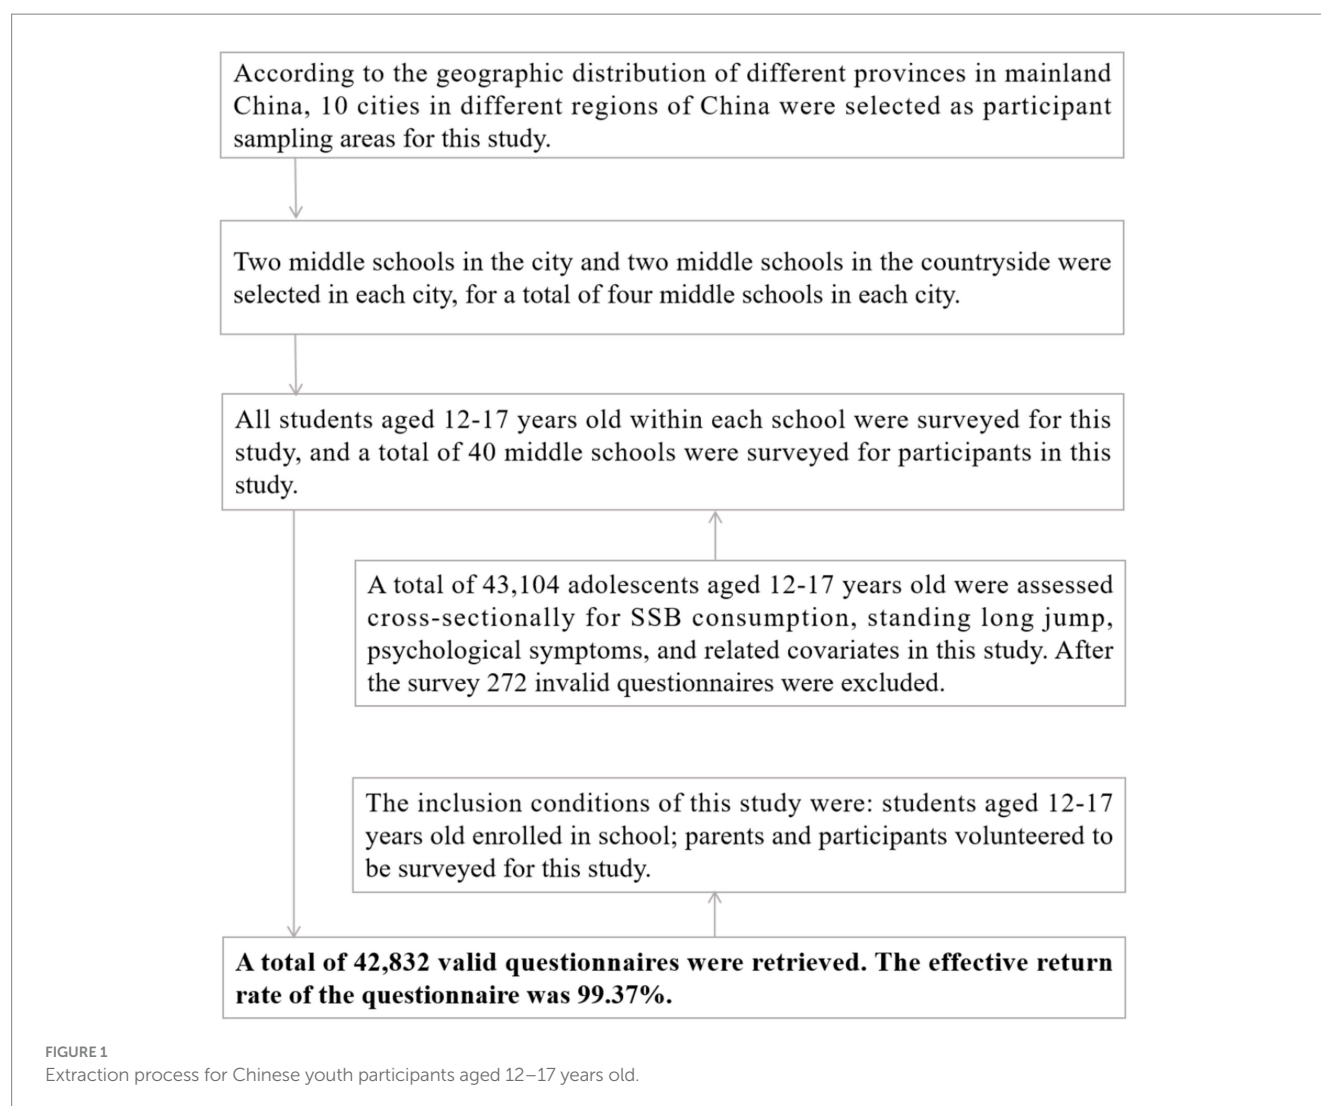 According to the geographic distribution of different provinces in mainland
China, 10 cities in different regions of China were selected as participant
sampling areas for this study.
Two middle schools in the city and two middle schools in the countryside were
selected in each city, for a total of four middle schools in each city.
All students aged 12-17 years old within each school were surveyed for this
study, and a total of 40 middle schools were surveyed for participants in this
study.
A total of 43,104 adolescents aged 12-17 years old were assessed
cross-sectionally for SSB consumption, standing long jump,
psychological symptoms, and related covariates in this study. After
the survey 272 invalid questionnaires were excluded.
The inclusion conditions of this study were: students aged 12-17
years old enrolled in school; parents and participants volunteered to
be surveyed for this study.
A total of 42,832 valid questionnaires were retrieved. The effective return
rate of the questionnaire was 99.37%.
FIGURE 1
Extraction process for Chinese youth participants aged 12–17 years old.